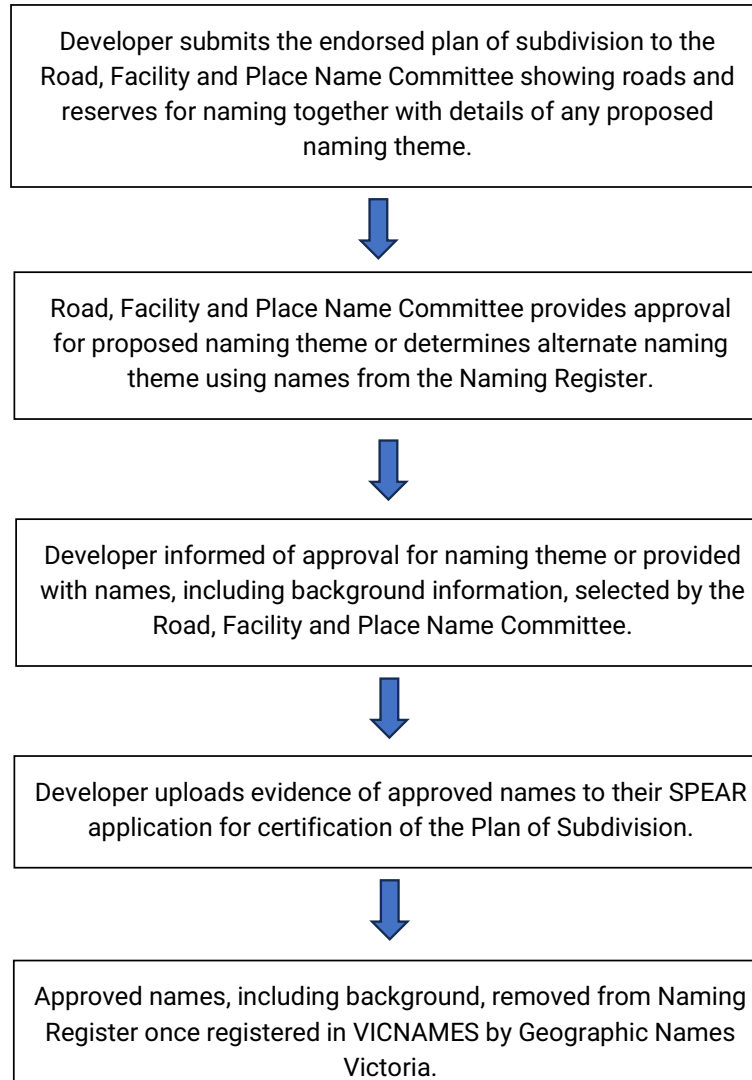 Developer submits the endorsed plan of subdivision to the
Road, Facility and Place Name Committee showing roads and
reserves for naming together with details of any proposed
naming theme.
Road, Facility and Place Name Committee provides approval
for proposed naming theme or determines alternate naming
theme using names from the Naming Register.
Developer informed of approval for naming theme or provided
with names, including background information, selected by the
Road, Facility and Place Name Committee.
Developer uploads evidence of approved names to their SPEAR
application for certification of the Plan of Subdivision.
Approved names, including background, removed from Naming
Register once registered in VICNAMES by Geographic Names
Victoria.